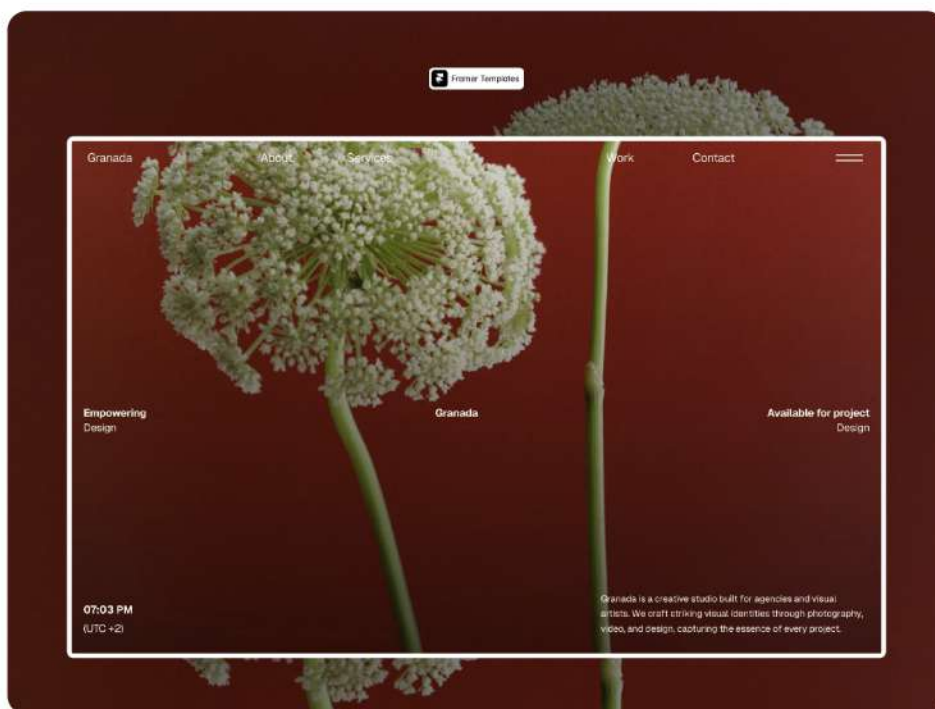 Framer Templates
Granada About Services Work Contact
Empowering
Design
Granada
Available for project
Design
07:03 PM
(UTC +2)
Granada is a creative studio built for agencies and visual
artists. We craft striking visual identities through photography,
video, and design, capturing the essence of every project.